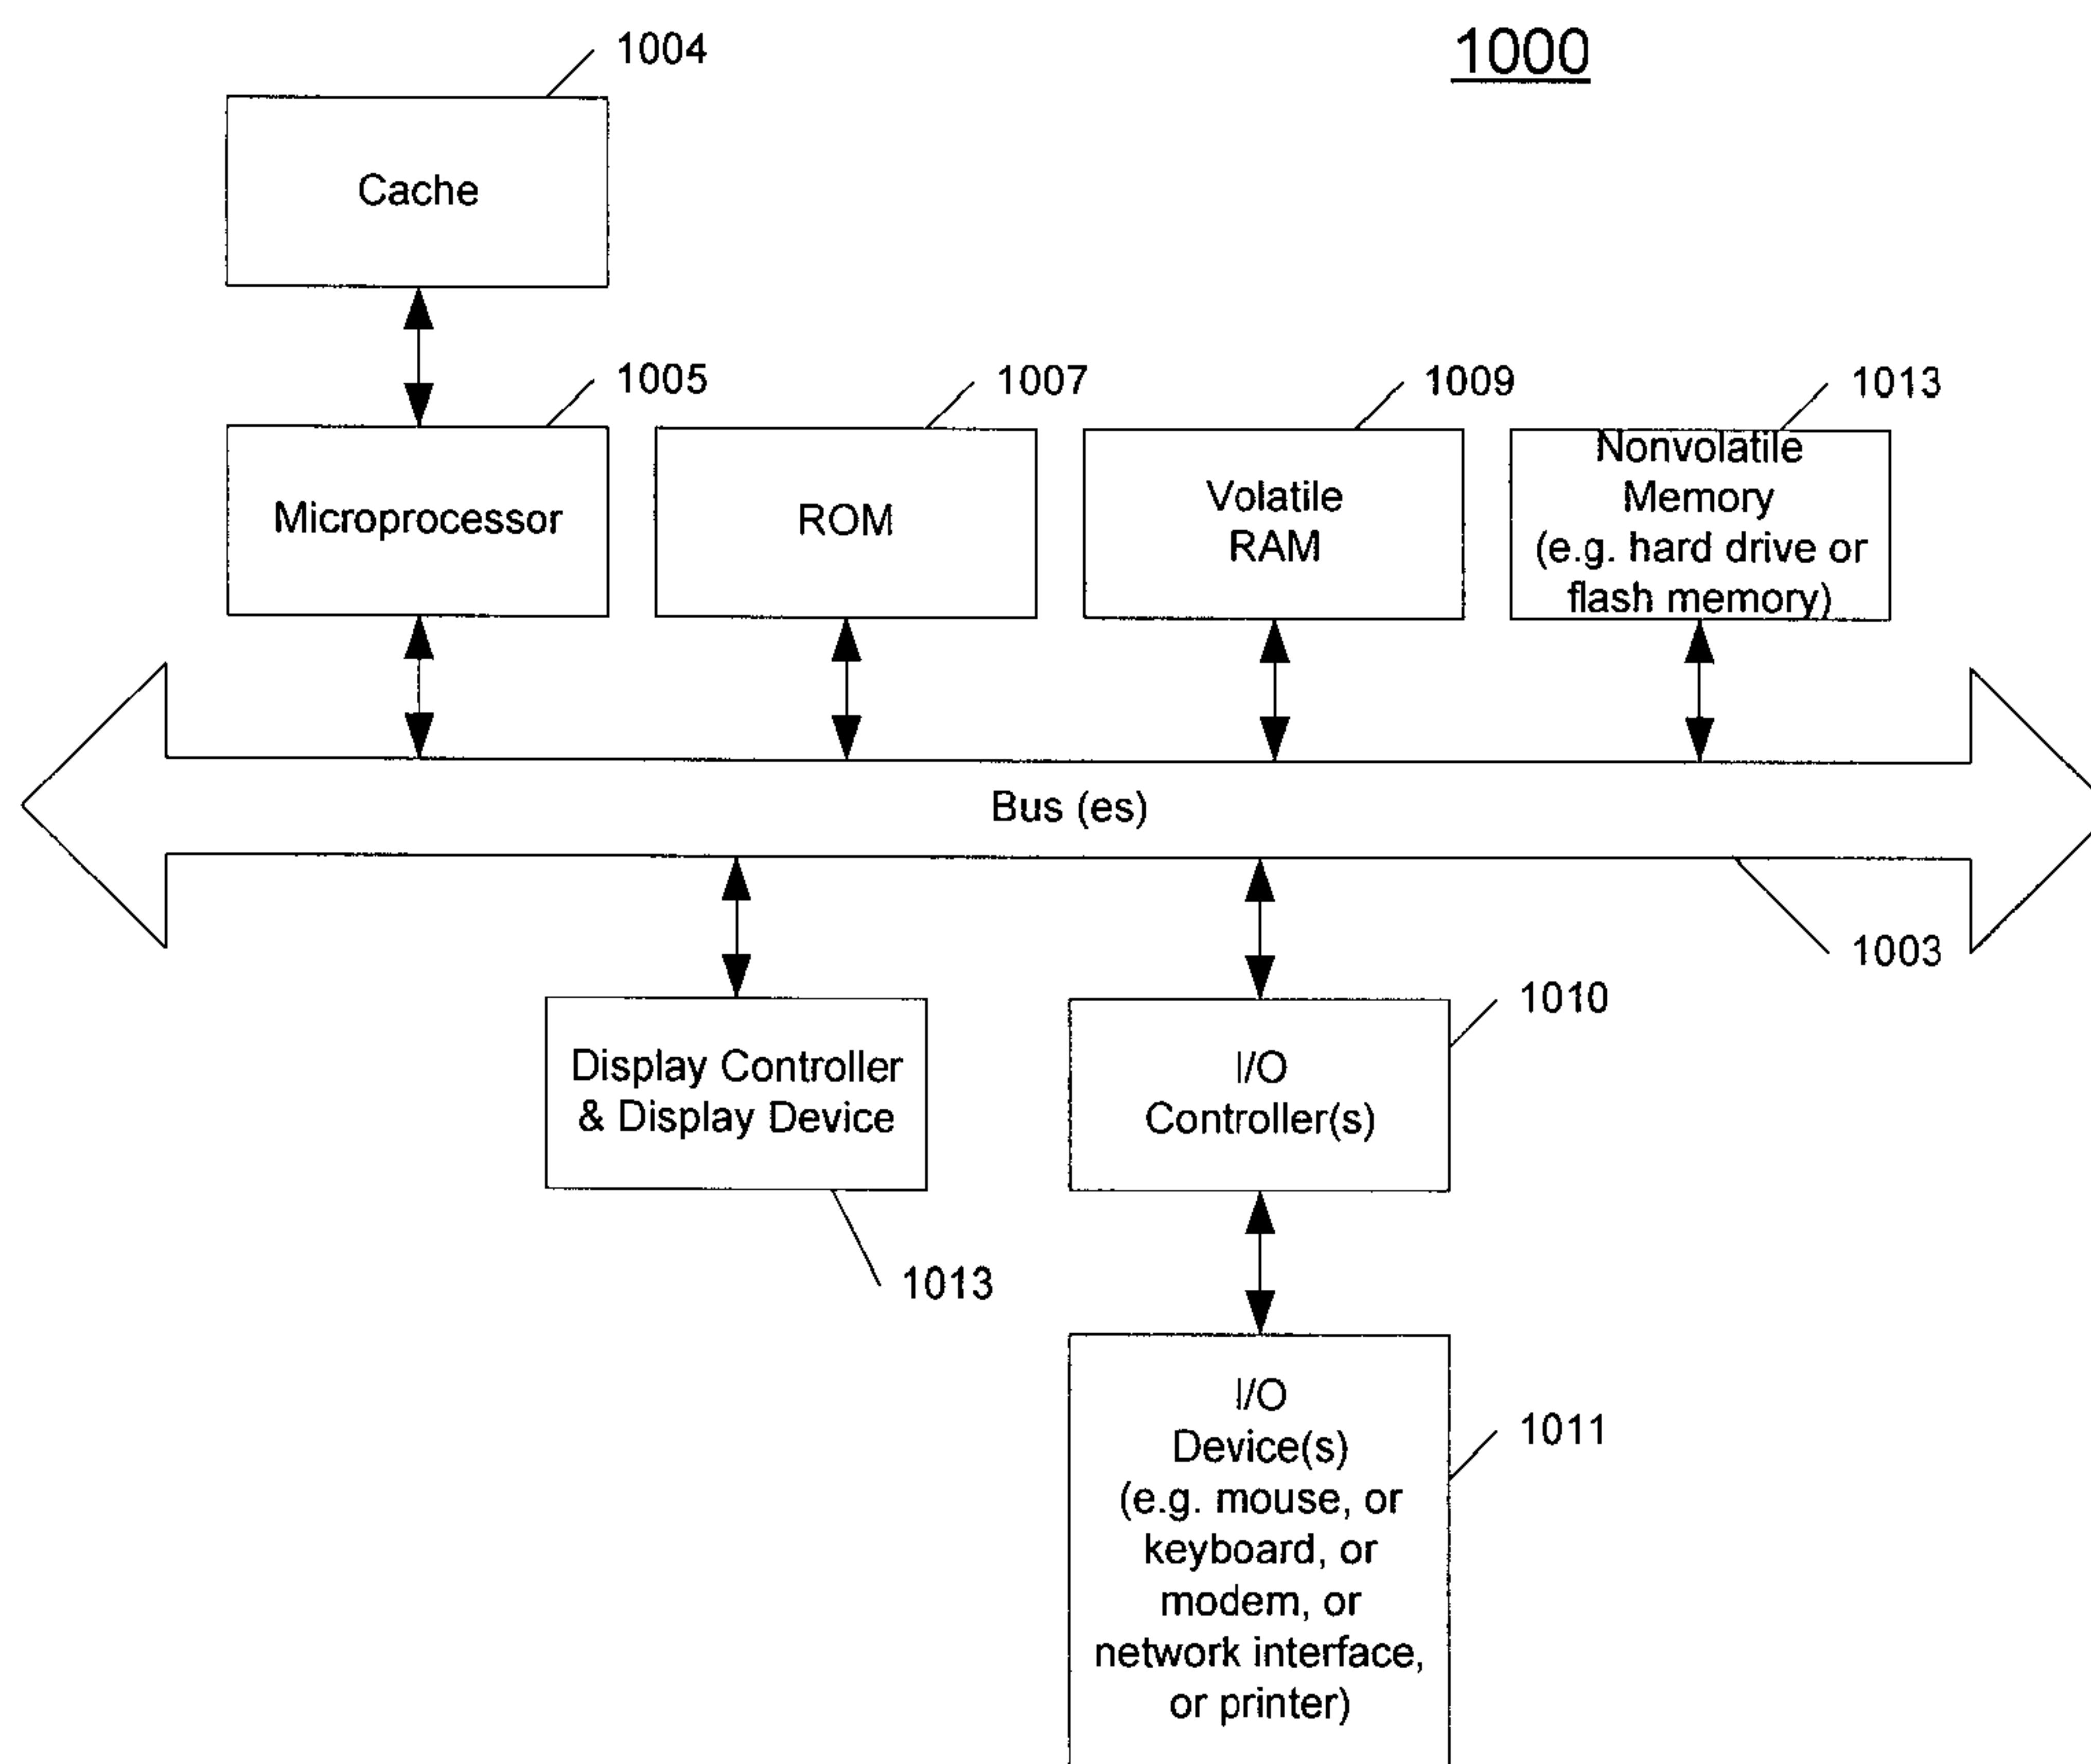 1000
1004
Cache
1005
1007
1009
1013
Microprocessor
ROM
Volatile
RAM
Nonvolatile
Memory
(e.g. hard drive or
flash memory)
Bus (es)
1003
1010
Display Controller
& Display Device
I/O
Controller(s)
1013
I/O
Device(s)
(e.g. mouse, or
keyboard, or
modem, or
network interface,
or printer)
1011